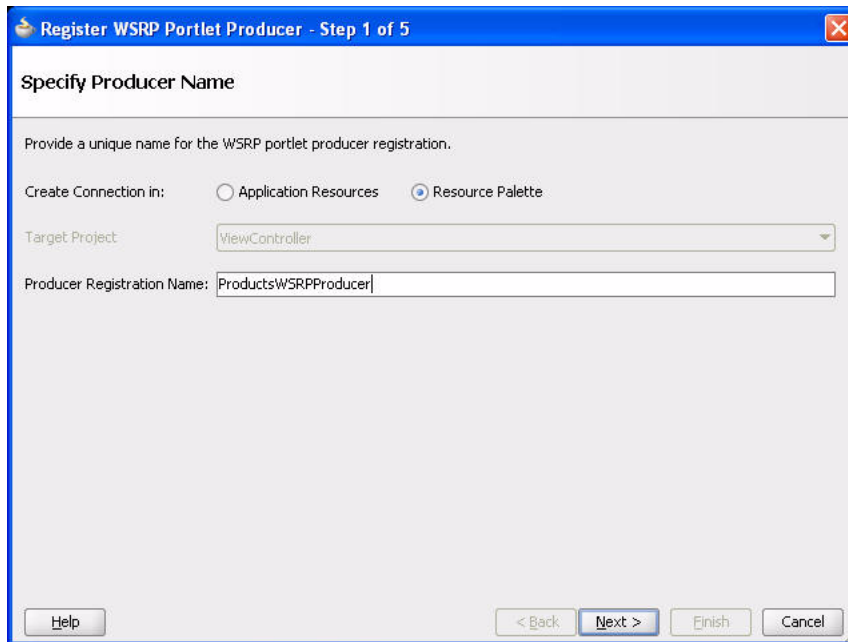 Register WSRP Portlet Producer - Step 1 of 5
Specify Producer Name
Provide a unique name for the WSRP portlet producer registration.
Create Connection in: Application Resources Resource Palette
Target Project ViewController
Producer Registration Name: ProductsWSRPProducer
Help < Back Next > Finish Cancel